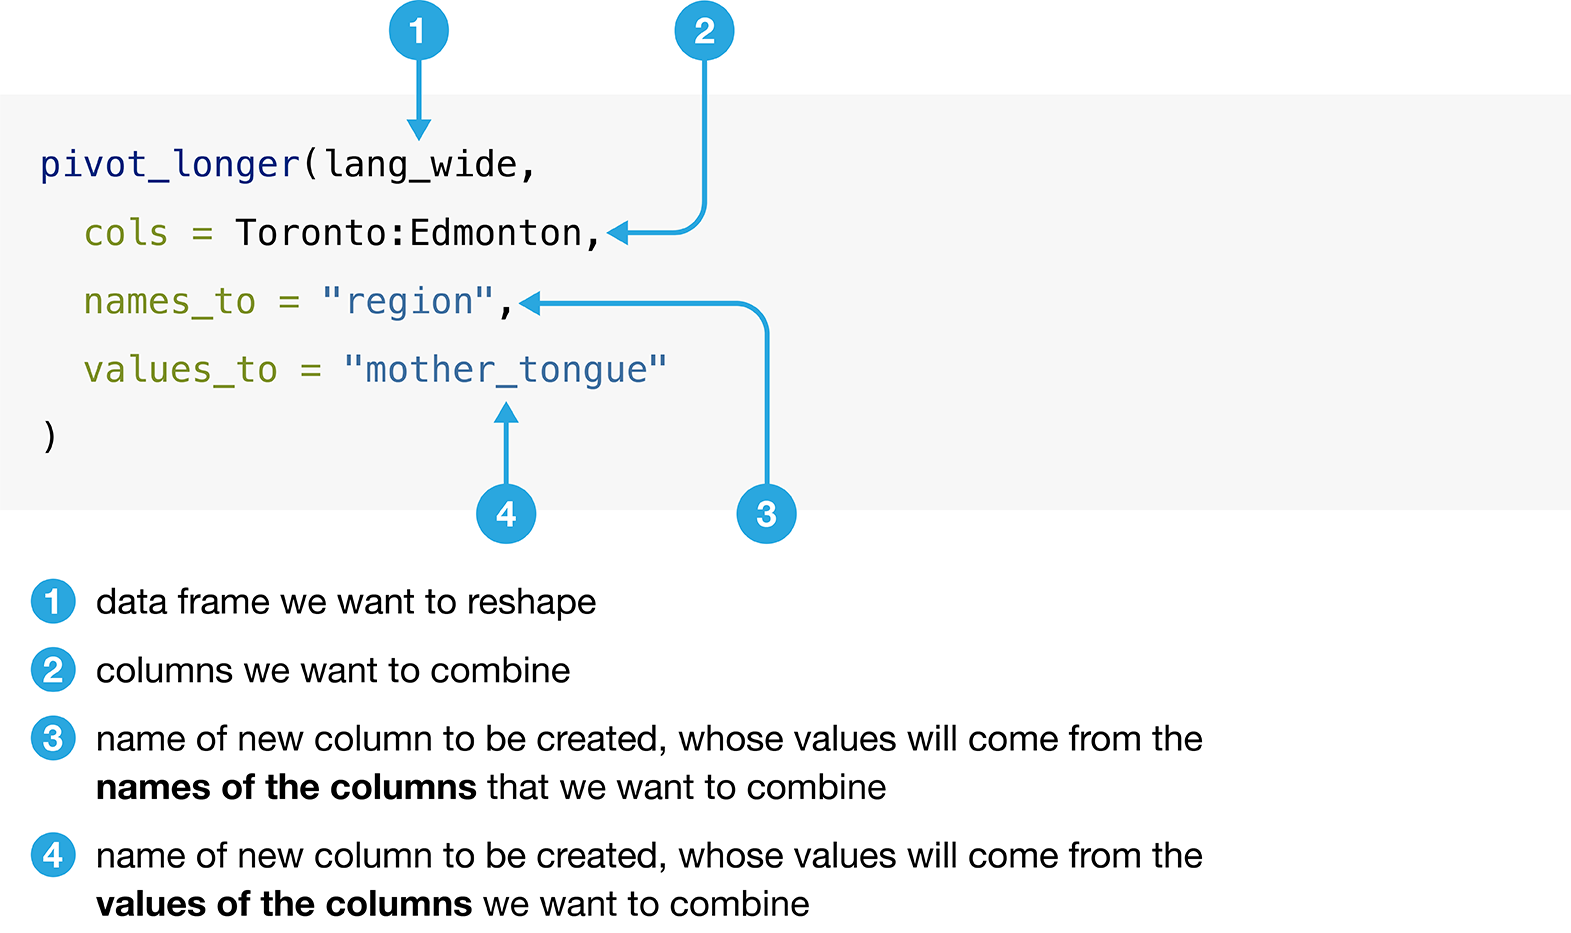 1
2
pivot_longer(lang_wide,
cols = Toronto:Edmonton,
names_to = "region",
values_to = "mother_tongue"
)
4
3
1 data frame we want to reshape
2 columns we want to combine
3 name of new column to be created, whose values will come from the
names of the columns that we want to combine
4 name of new column to be created, whose values will come from the
values of the columns we want to combine